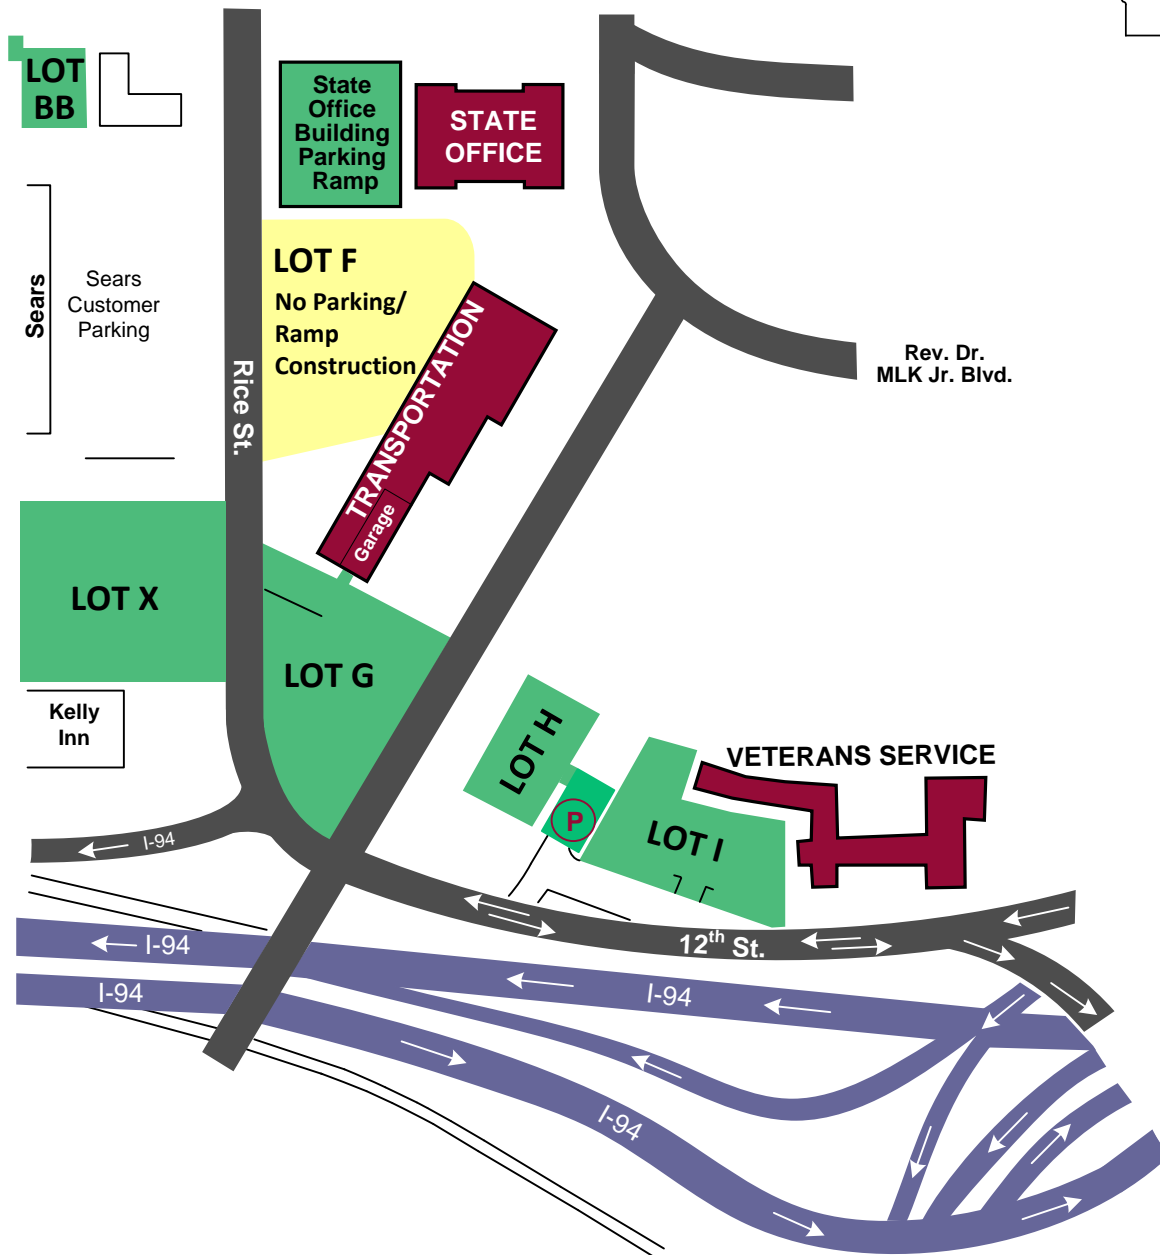 LOT
BB
State
Office
Building
Parking
Ramp
STATE
OFFICE
LOT F
No Parking/
Ramp
Construction
Sears
Sears
Customer
Parking
Rice St.
TRANSPORTATION
Garage
Rev. Dr.
MLK Jr. Blvd.
LOT X
LOT G
Kelly
Inn
LOT H
P
LOT I
VETERANS SERVICE
I-94
12th St.
I-94
I-94
I-94
I-94